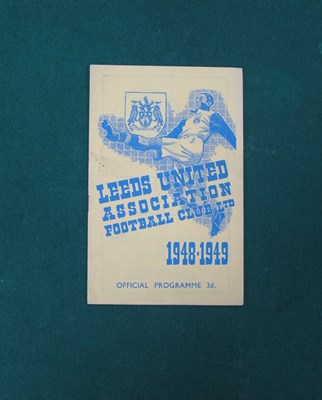 LEEDS UNITED
ASSOCIATION
FOOTBALL CLUB LTD
1948-1949
OFFICIAL PROGRAMME 3d.